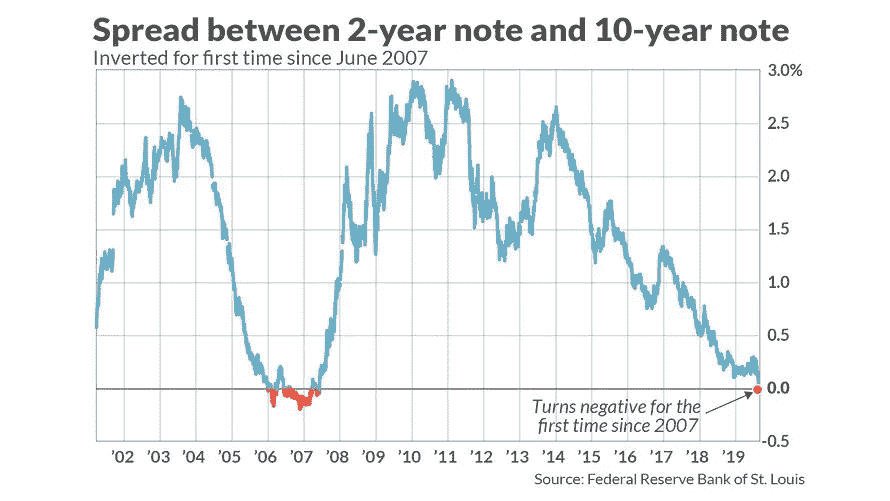 Spread between 2-year note and 10-year note
Inverted for first time since June 2007
3.0%
2.5
2.0
1.5
1.0
0.5
0.0
-0.5
Turns negative for the
first time since 2007
'02 '03 '04 '05 '06 '07 '08 '09 '10 '11 '12 '13 '14 '15 '16 '17 '18 '19
Source: Federal Reserve Bank of St. Louis